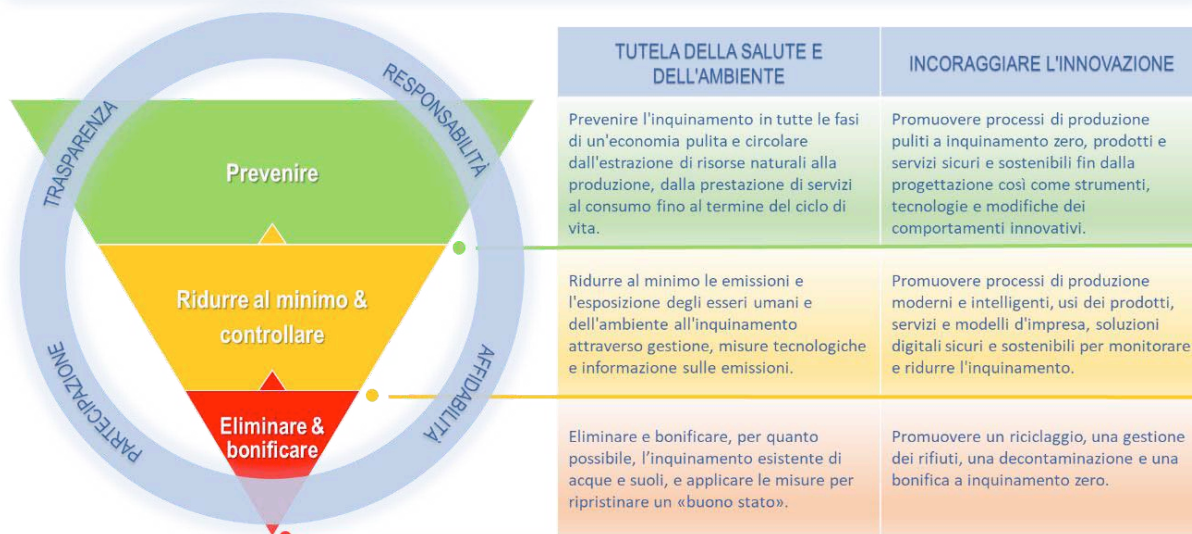 TRASPARENZA
RESPONSABILITÀ
PARTECIPAZIONE
AFFIDABILITÀ
Prevenire
Ridurre al minimo &
controllare
Eliminare &
bonificare
TUTELA DELLA SALUTE E
DELL'AMBIENTE
INCORAGGIARE L'INNOVAZIONE
Prevenire l'inquinamento in tutte le fasi
di un'economia pulita e circolare
dall'estrazione di risorse naturali alla
produzione, dalla prestazione di servizi
al consumo fino al termine del ciclo di
vita.
Promuovere processi di produzione
puliti a inquinamento zero, prodotti e
servizi sicuri e sostenibili fin dalla
progettazione così come strumenti,
tecnologie e modifiche dei
comportamenti innovativi.
Ridurre al minimo le emissioni e
l'esposizione degli esseri umani e
dell'ambiente all'inquinamento
attraverso gestione, misure tecnologiche
e informazione sulle emissioni.
Promuovere processi di produzione
moderni e intelligenti, usi dei prodotti,
servizi e modelli d'impresa, soluzioni
digitali sicuri e sostenibili per monitorare
e ridurre l'inquinamento.
Eliminare e bonificare, per quanto
possibile, l’inquinamento esistente di
acque e suoli, e applicare le misure per
ripristinare un «buono stato».
Promuovere un riciclaggio, una gestione
dei rifiuti, una decontaminazione e una
bonifica a inquinamento zero.